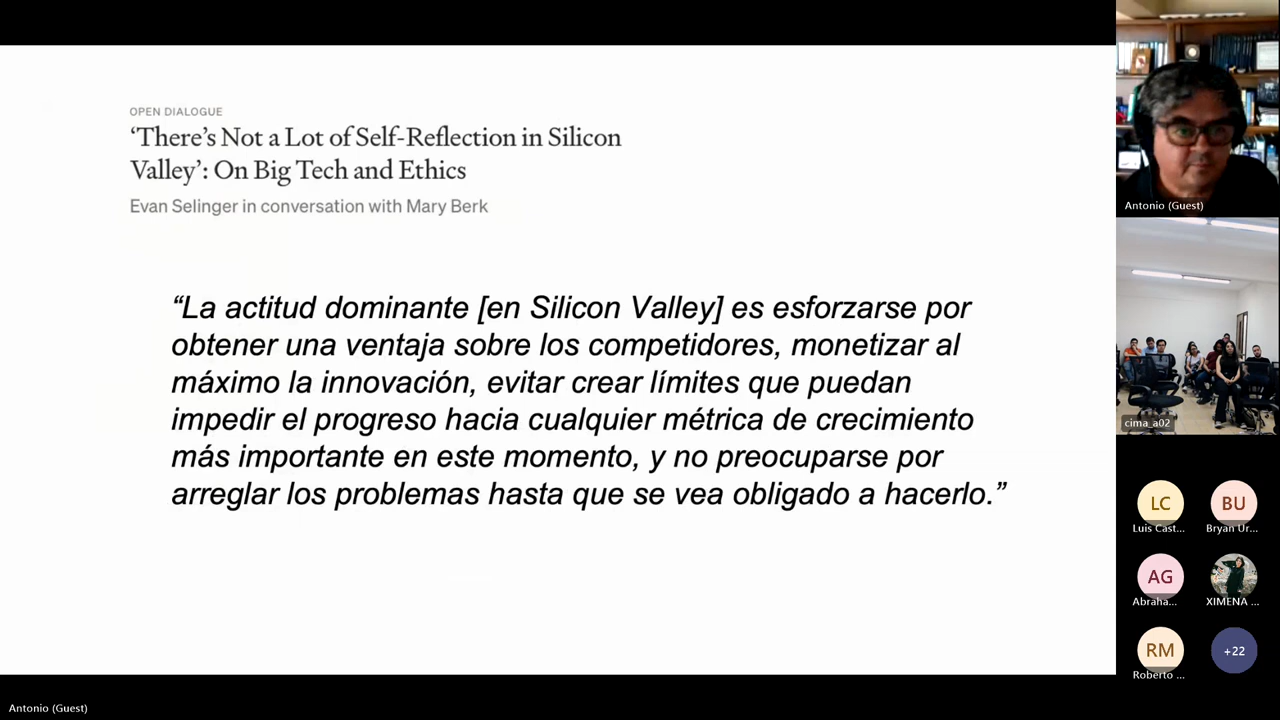 OPEN DIALOGUE
‘There’s Not a Lot of Self-Reflection in Silicon
Valley’: On Big Tech and Ethics
Evan Selinger in conversation with Mary Berk
“La actitud dominante [en Silicon Valley] es esforzarse por
obtener una ventaja sobre los competidores, monetizar al
máximo la innovación, evitar crear límites que puedan
impedir el progreso hacia cualquier métrica de crecimiento
más importante en este momento, y no preocuparse por
arreglar los problemas hasta que se vea obligado a hacerlo.”
Antonio (Guest)
cima_a02
LC
BU
Luis Cast...
Bryan Ur...
AG
Abraha...
XIMENA ...
RM
+22
Roberto ...
Antonio (Guest)